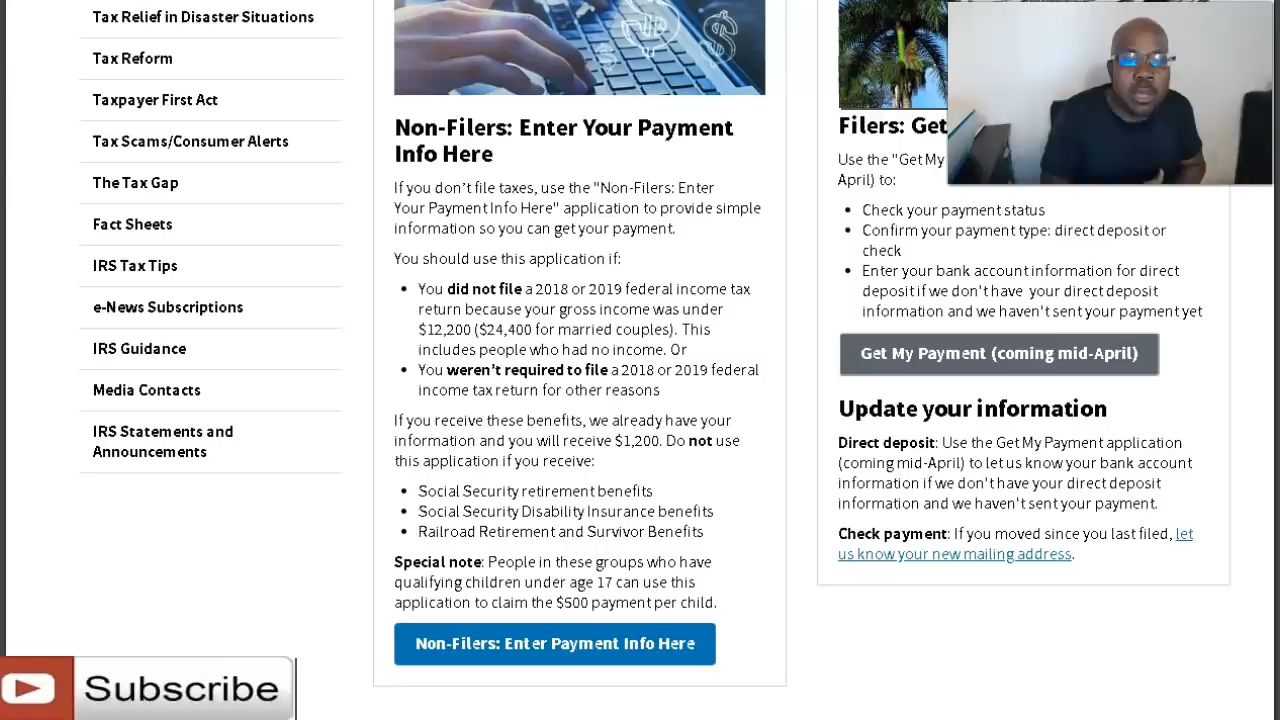 Tax Relief in Disaster Situations
Tax Reform
Taxpayer First Act
Tax Scams/Consumer Alerts
The Tax Gap
Fact Sheets
IRS Tax Tips
e-News Subscriptions
IRS Guidance
Media Contacts
IRS Statements and
Announcements
Non-Filers: Enter Your Payment
Info Here
If you don't file taxes, use the "Non-Filers: Enter
Your Payment Info Here" application to provide simple
information so you can get your payment.
You should use this application if:
• You did not file a 2018 or 2019 federal income tax
return because your gross income was under
$12,200 ($24,400 for married couples). This
includes people who had no income. Or
• You weren't required to file a 2018 or 2019 federal
income tax return for other reasons
If you receive these benefits, we already have your
information and you will receive $1,200. Do not use
this application if you receive:
• Social Security retirement benefits
• Social Security Disability Insurance benefits
• Railroad Retirement and Survivor Benefits
Special note: People in these groups who have
qualifying children under age 17 can use this
application to claim the $500 payment per child.
Non-Filers: Enter Payment Info Here
Filers: Get
Use the "Get My
April) to:
• Check your payment status
• Confirm your payment type: direct deposit or
check
• Enter your bank account information for direct
deposit if we don't have your direct deposit
information and we haven't sent your payment yet
Get My Payment (coming mid-April)
Update your information
Direct deposit: Use the Get My Payment application
(coming mid-April) to let us know your bank account
information if we don't have your direct deposit
information and we haven't sent your payment.
Check payment: If you moved since you last filed, let
us know your new mailing address.
Subscribe